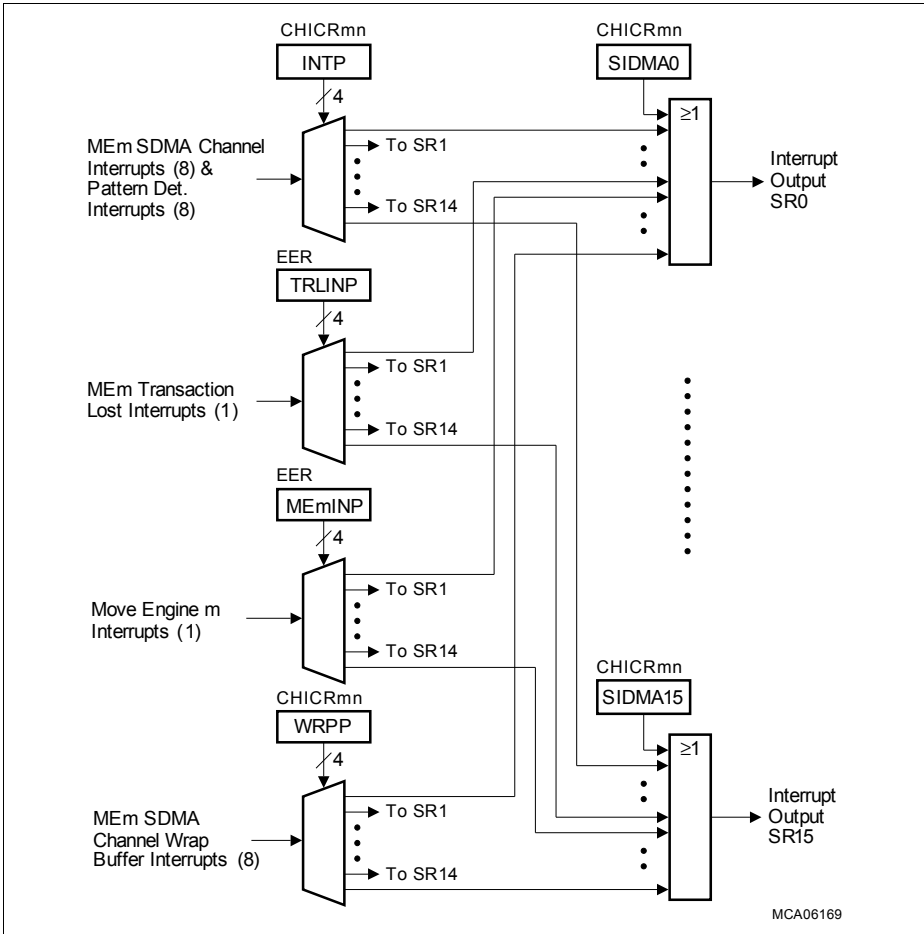 CHICRmn
INTP
4
MEm SDMA Channel
Interrupts (8) &
Pattern Det.
Interrupts (8)
To SR1
To SR14
CHICRmn
SIDMA0
≥1
Interrupt
Output
SR0
EER
TRLINP
4
MEm Transaction
Lost Interrupts (1)
To SR1
To SR14
EER
MEmINP
4
Move Engine m
Interrupts (1)
To SR1
To SR14
CHICRmn
WRPP
4
MEm SDMA
Channel Wrap
Buffer Interrupts (8)
To SR1
To SR14
CHICRmn
SIDMA15
≥1
Interrupt
Output
SR15
MCA06169